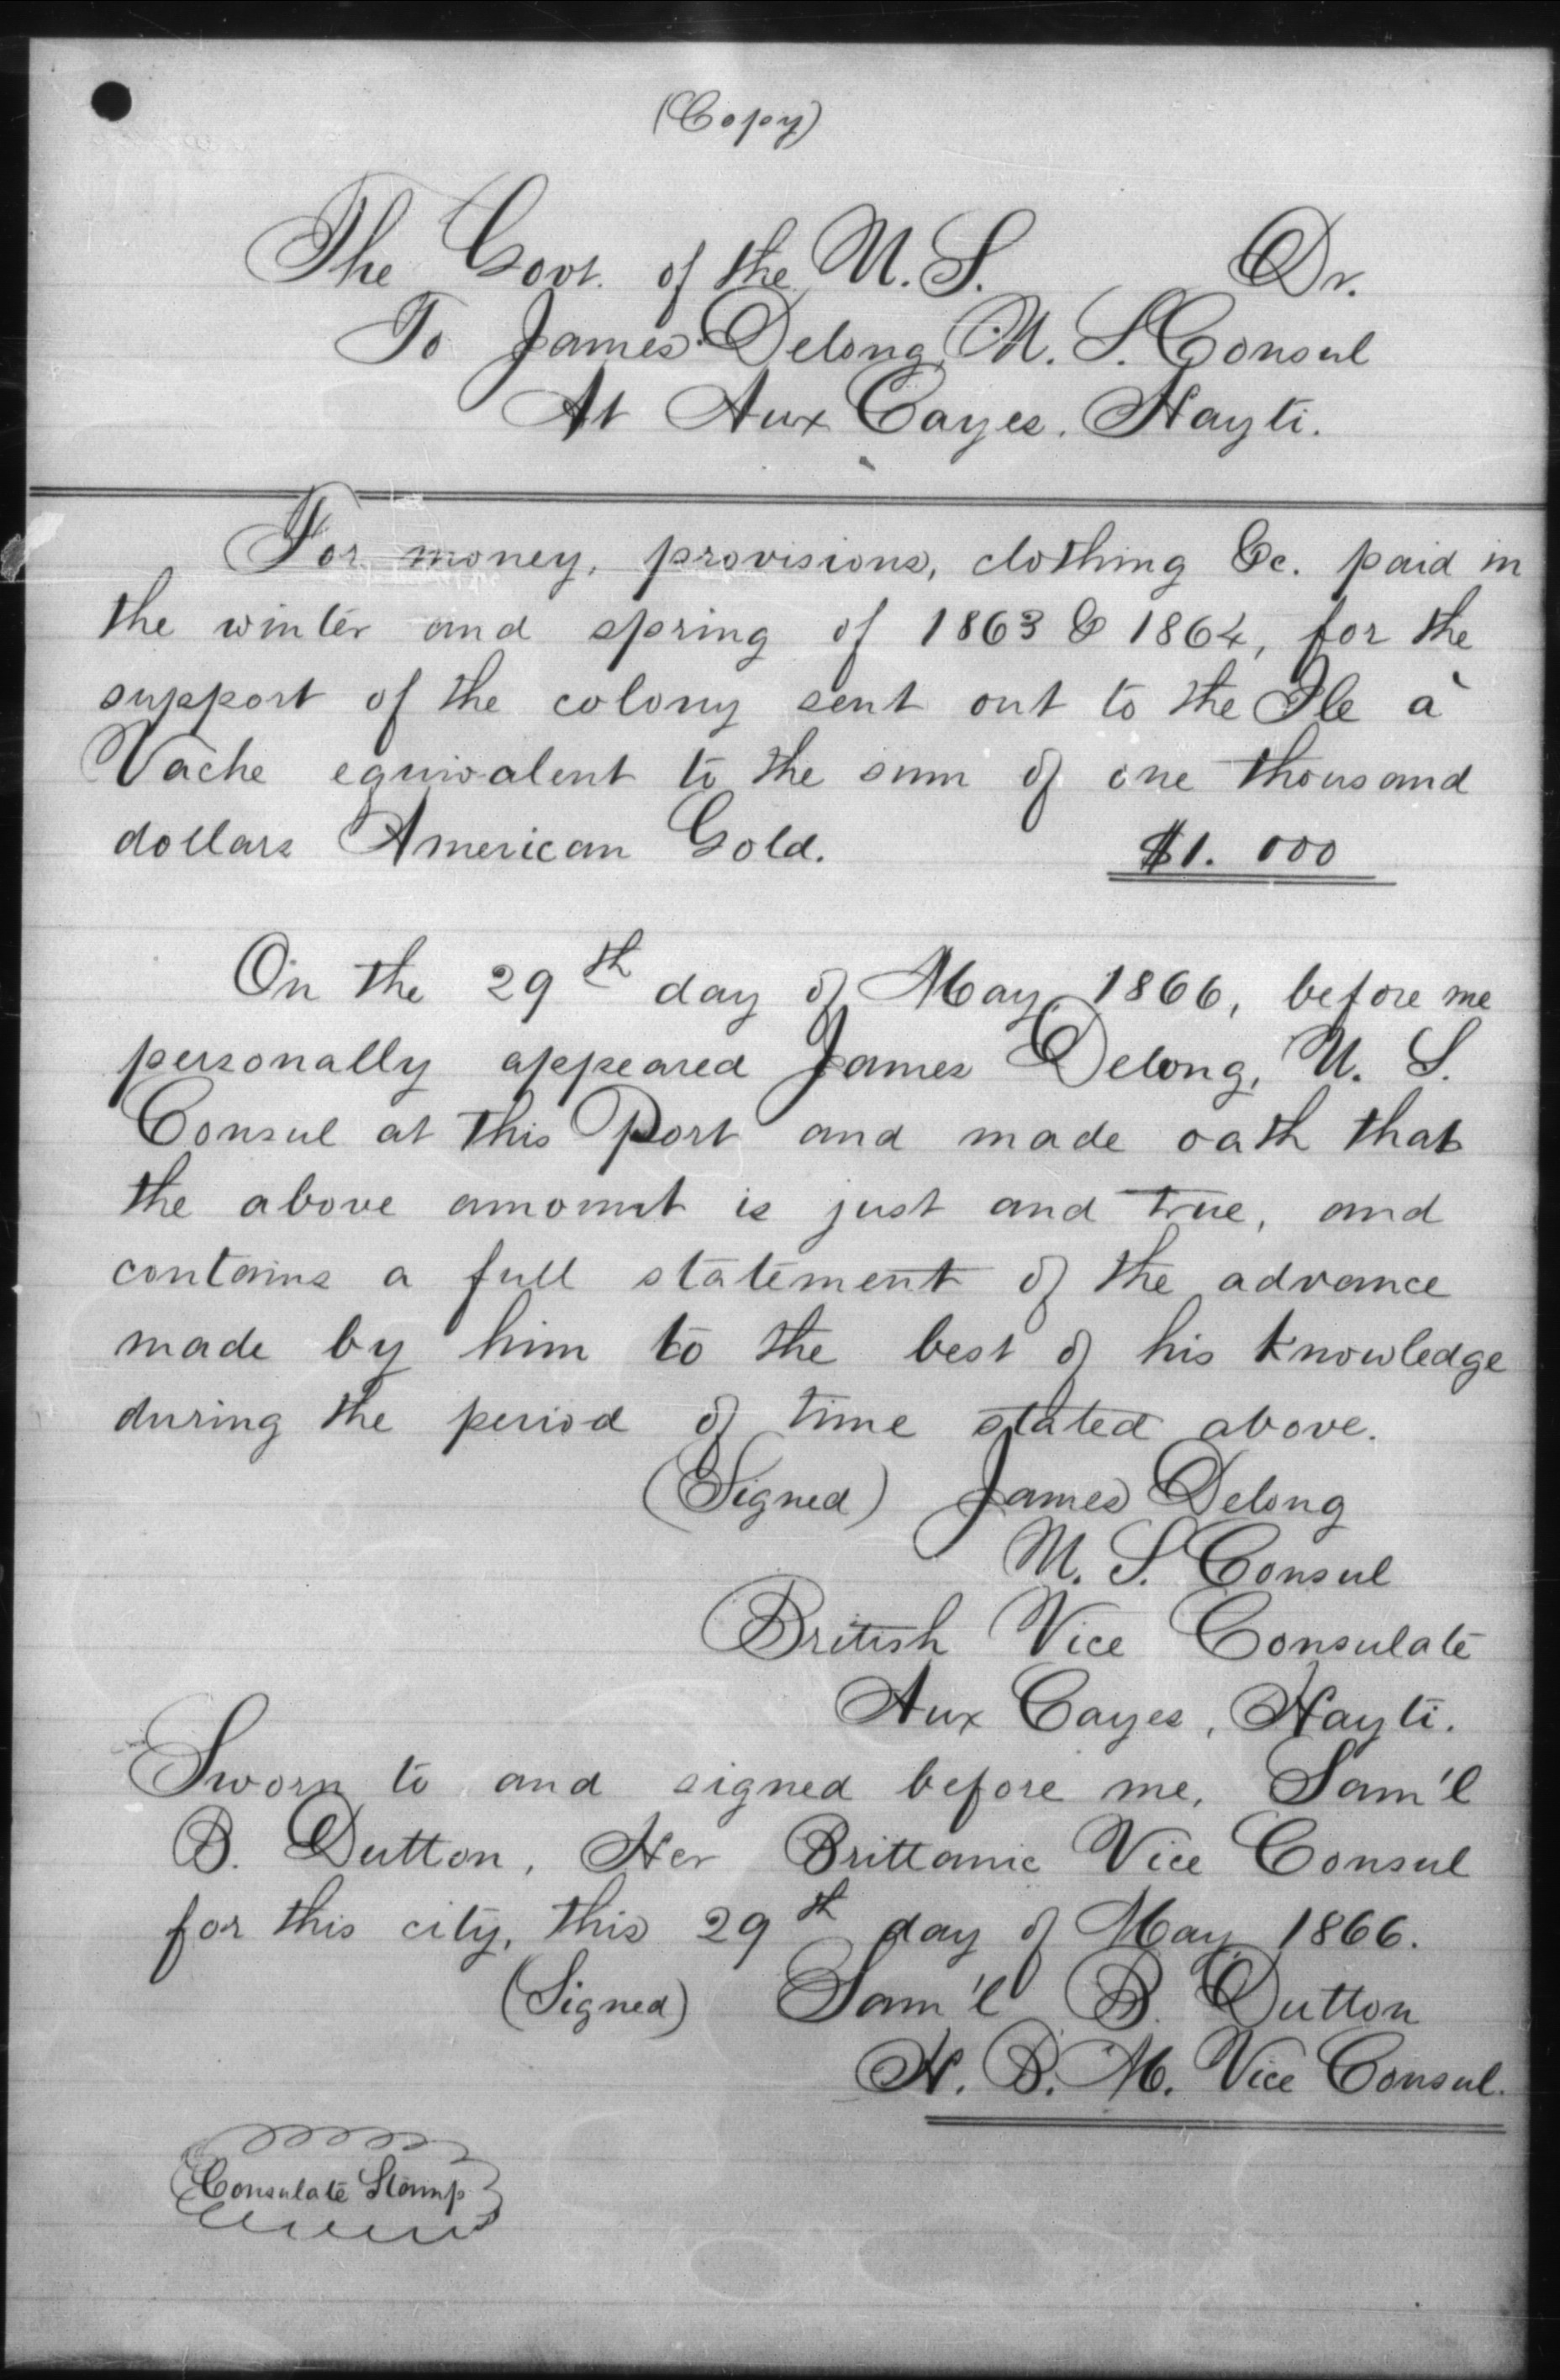 (Copy)
The Govt. of the U.S. Dr.
To James Delong, U.S. Consul
At Aux Cayes, Hayti.
For money, provisions, clothing &c. paid in
the winter and spring of 1863 & 1864, for the
support of the colony sent out to the Ile à
Vache equivalent to the sum of one thousand
dollars American Gold. $1.000
On the 29th day of May, 1866, before me
personally appeared James Delong, U. S.
Consul at this Port and made oath that
the above amount is just and true, and
contains a full statement of the advance
made by him to the best of his knowledge
during the period of time stated above.
(Signed) James Delong
U. S. Consul
British Vice Consulate
Aux Cayes, Hayti.
Sworn to and signed before me, Sam'l
B. Dutton, Her Brittanic Vice Consul
for this city, this 29th day of May, 1866.
(Signed) Sam'l B. Dutton
H. B. M. Vice Consul.
Consulate Stamp